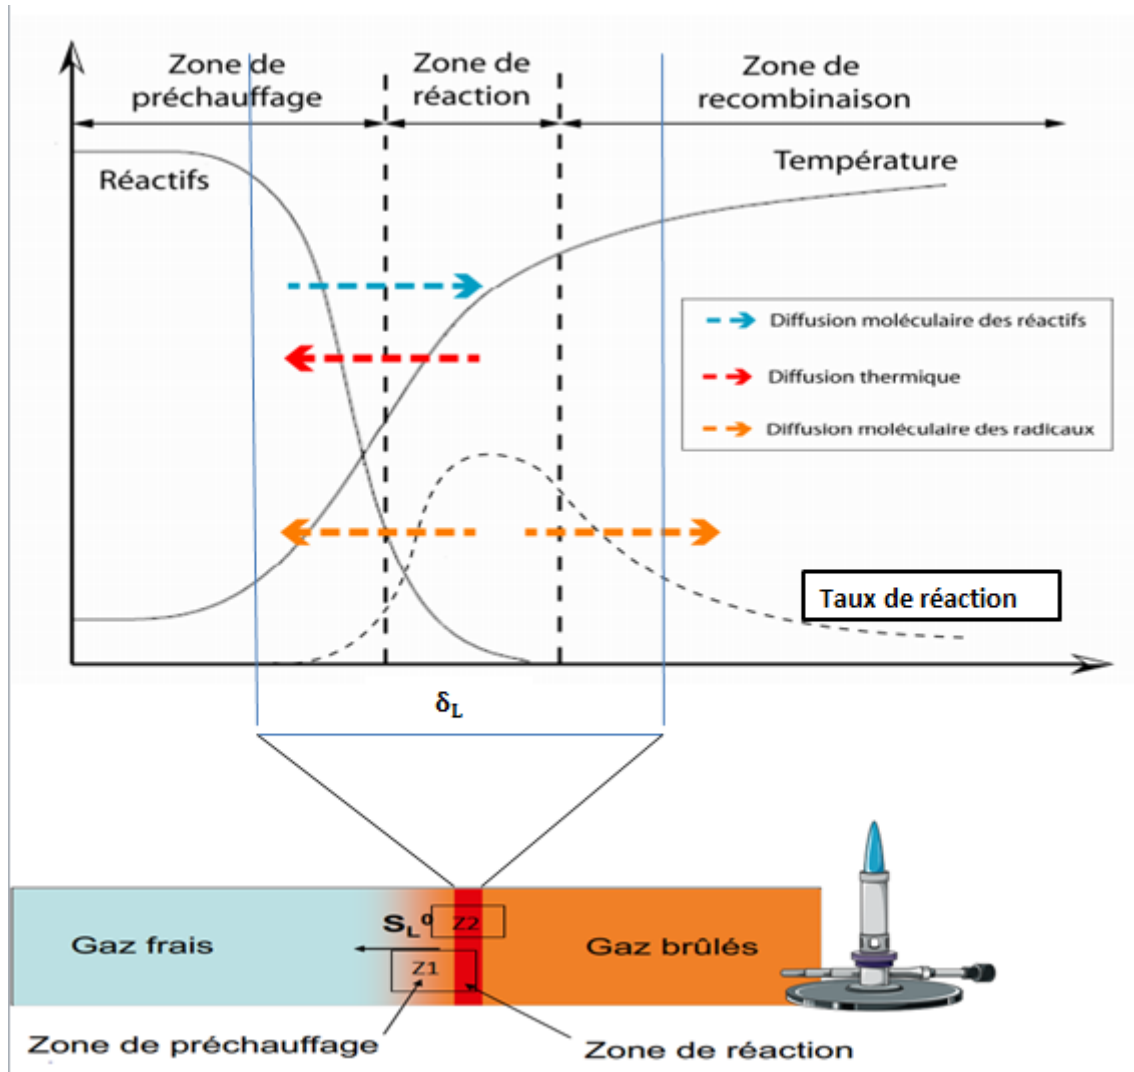 Zone de
préchauffage
Zone de
réaction
Zone de
recombinaison
Réactifs
Température
Diffusion moléculaire des réactifs
Diffusion thermique
Diffusion moléculaire des radicaux
Taux de réaction
δL
Gaz frais
SL0
Z2
Z1
Gaz brûlés
Zone de préchauffage
Zone de réaction